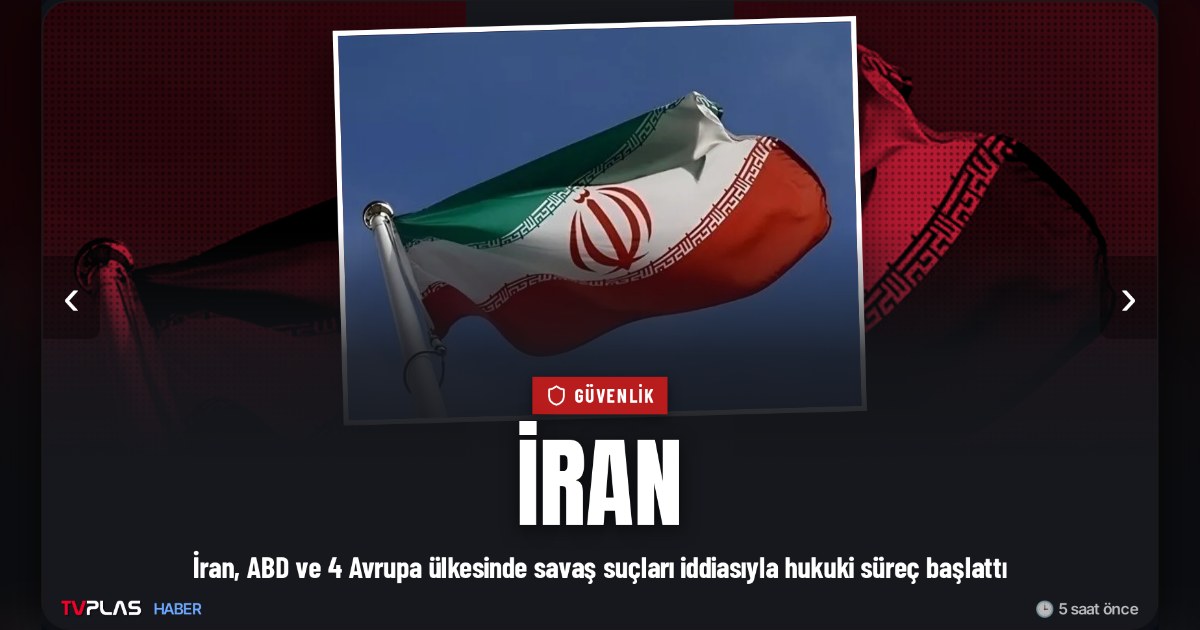 GÜVENLİK
İRAN
İran, ABD ve 4 Avrupa ülkesinde savaş suçları iddiasıyla hukuki süreç başlattı
TVPLAS HABER
5 saat önce